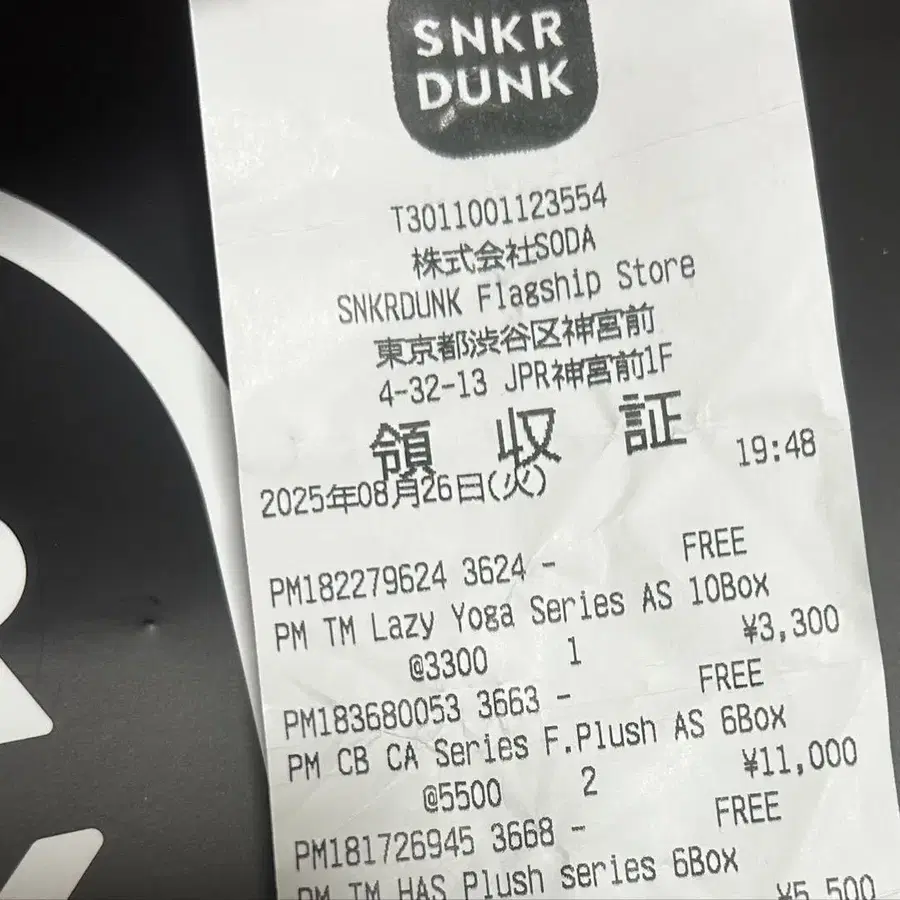 SNKR
DUNK
T3011001123554
株式会社SODA
SNKRDUNK Flagship Store
東京都渋谷区神宮前
4-32-13 JPR神宮前1F
領 収 証
2025年08月26日(火) 19:48
PM182279624 3624 - FREE
PM TM Lazy Yoga Series AS 10Box
@3300 1 ¥3,300
PM183680053 3663 - FREE
PM CB CA Series F.Plush AS 6Box
@5500 2 ¥11,000
PM181726945 3668 - FREE
PM TM HAS Plush series 6Box
¥5,500